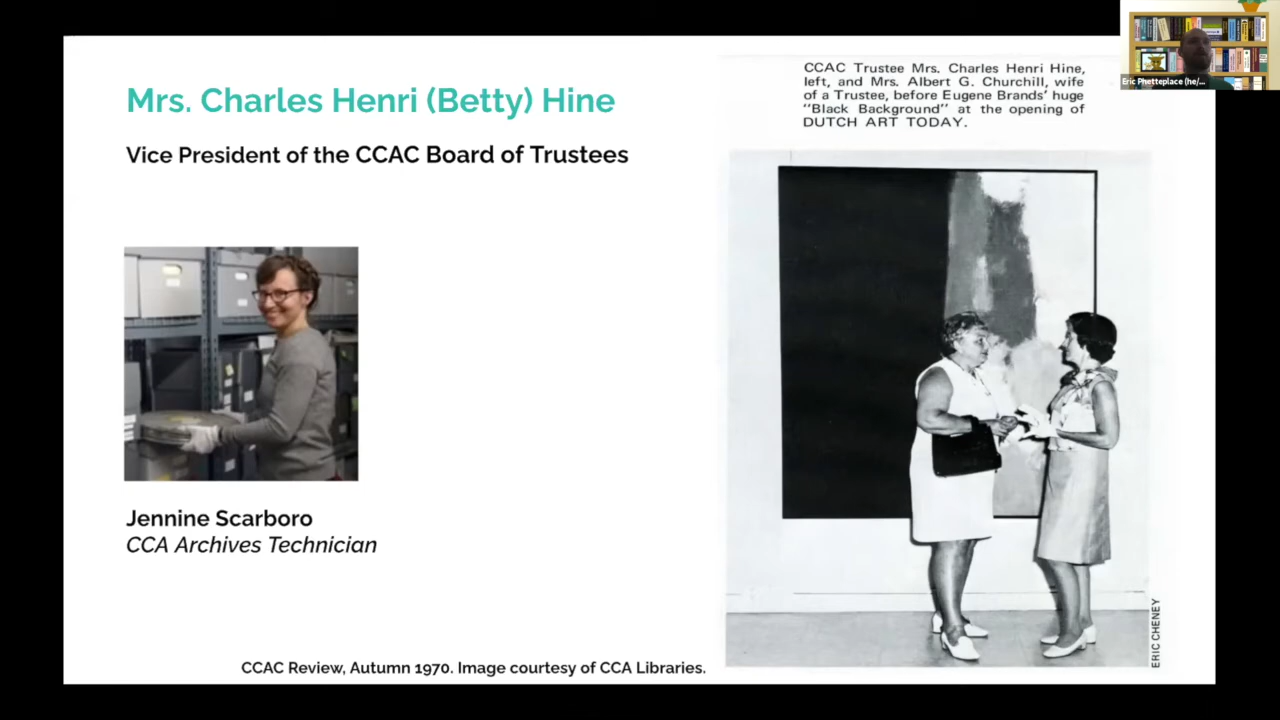 Mrs. Charles Henri (Betty) Hine
Vice President of the CCAC Board of Trustees
Jennine Scarboro
CCA Archives Technician
CCAC Trustee Mrs. Charles Henri Hine,
left, and Mrs. Albert G. Churchill, wife
of a Trustee, before Eugene Brands' huge
"Black Background" at the opening of
DUTCH ART TODAY.
ERIC CHENEY
CCAC Review, Autumn 1970. Image courtesy of CCA Libraries.
Eric Phetteplace (he/...